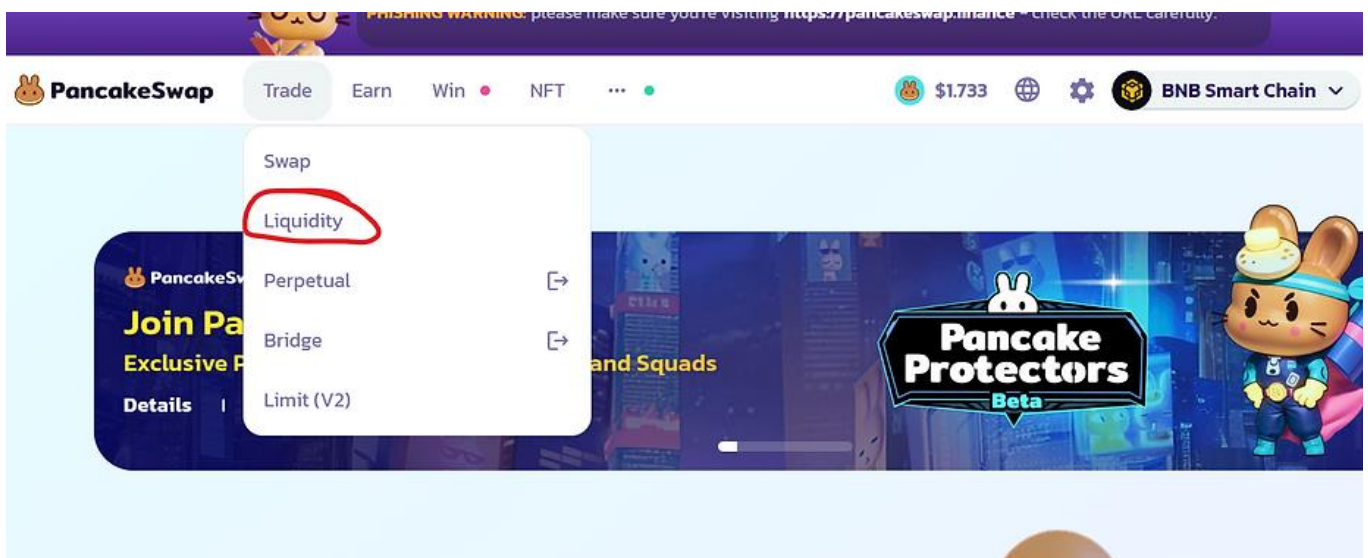 PHISHING WARNING: please make sure you're visiting https://pancakeswap.finance - check the URL carefully.
PancakeSwap Trade Earn Win NFT ... $1.733 BNB Smart Chain
Swap
Liquidity
Perpetual
Bridge
Limit (V2)
PancakeSw
Join Pa
Exclusive P
and Squads
Details
Pancake
Protectors
Beta